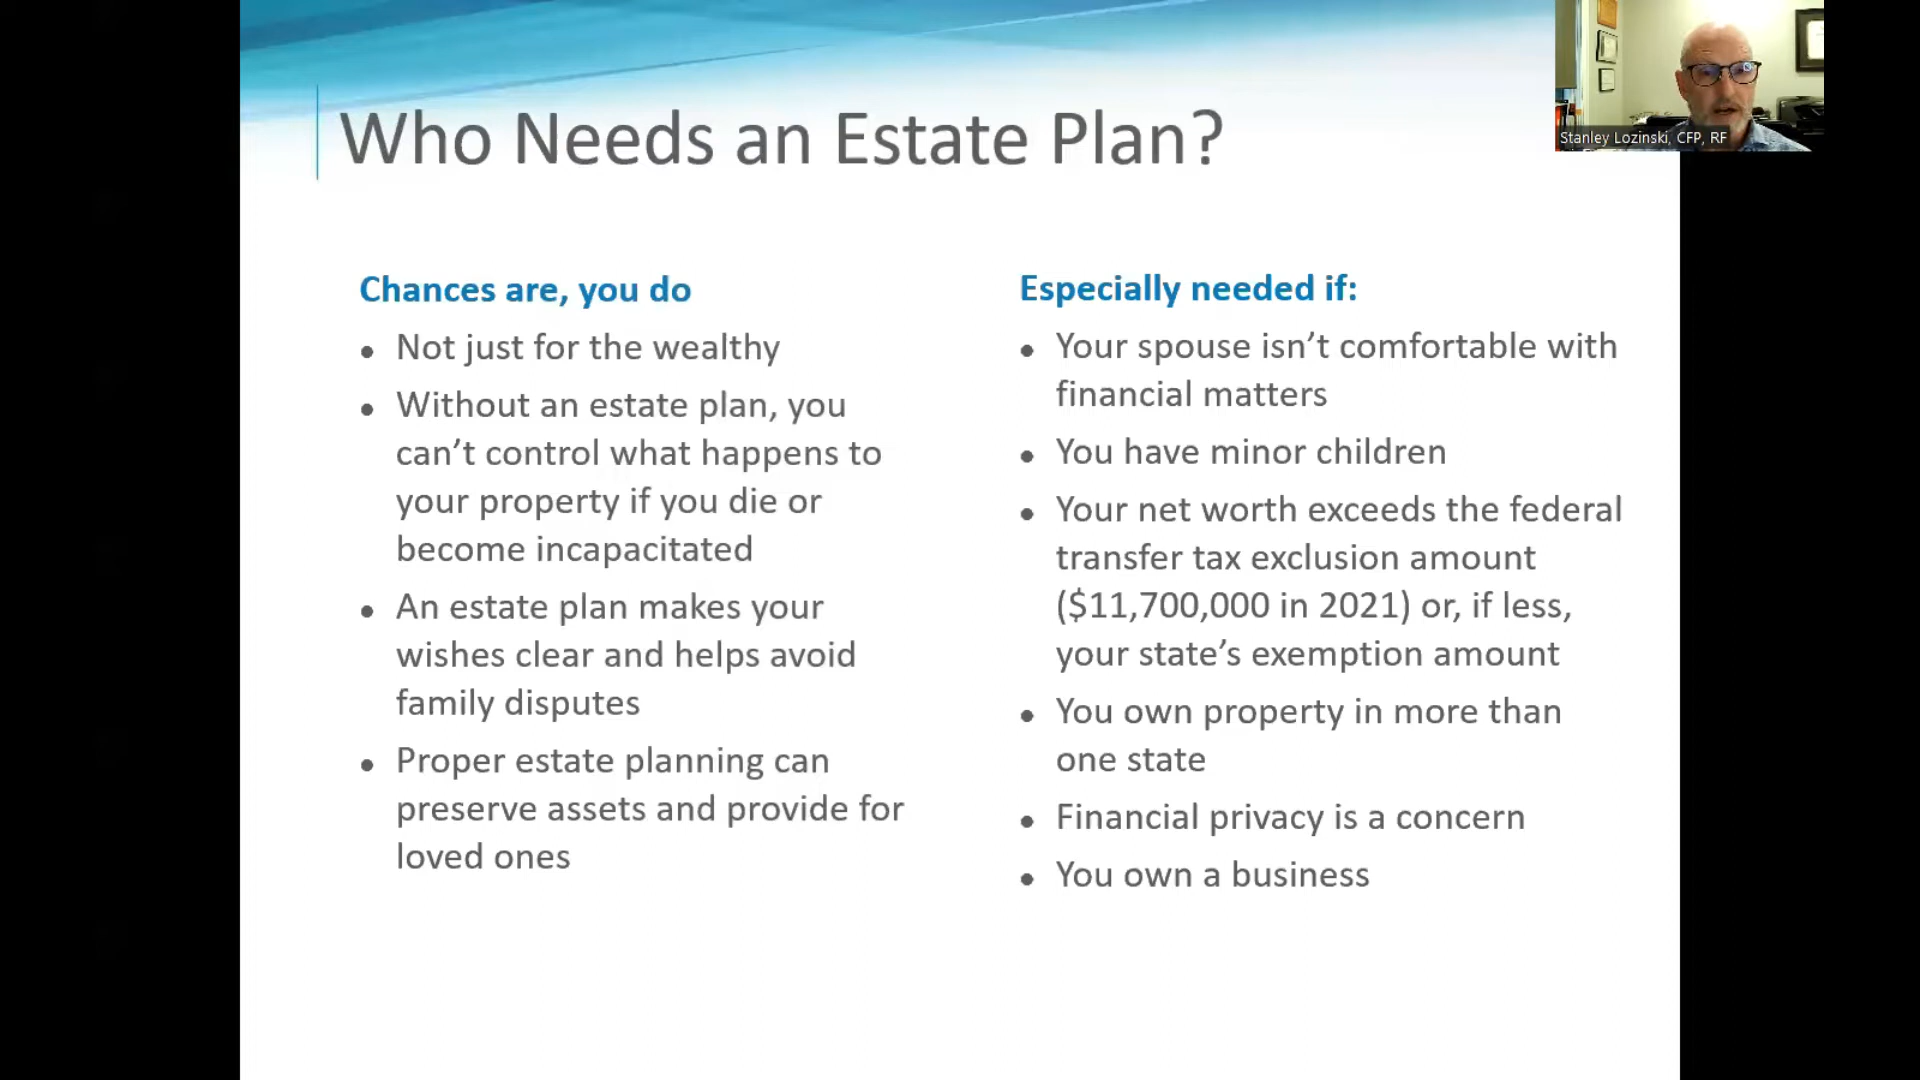 Who Needs an Estate Plan?
Stanley Lozinski, CFP, RF
Chances are, you do
• Not just for the wealthy
• Without an estate plan, you
can’t control what happens to
your property if you die or
become incapacitated
• An estate plan makes your
wishes clear and helps avoid
family disputes
• Proper estate planning can
preserve assets and provide for
loved ones
Especially needed if:
• Your spouse isn’t comfortable with
financial matters
• You have minor children
• Your net worth exceeds the federal
transfer tax exclusion amount
($11,700,000 in 2021) or, if less,
your state’s exemption amount
• You own property in more than
one state
• Financial privacy is a concern
• You own a business